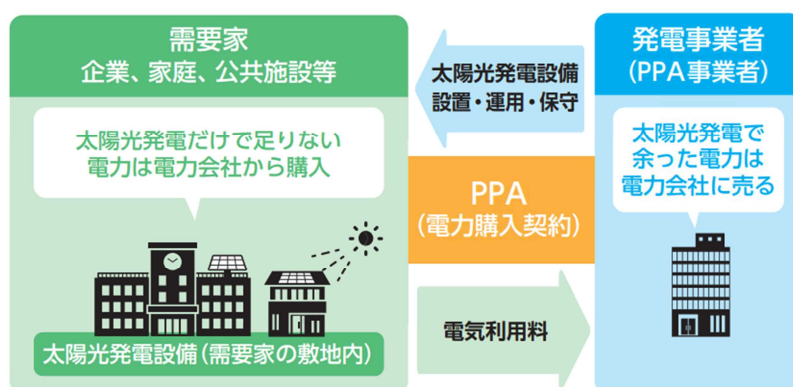 需要家
企業、家庭、公共施設等
太陽光発電だけで足りない
電力は電力会社から購入
太陽光発電設備(需要家の敷地内)
太陽光発電設備
設置・運用・保守
PPA
(電力購入契約)
電気利用料
発電事業者
(PPA事業者)
太陽光発電で
余った電力は
電力会社に売る